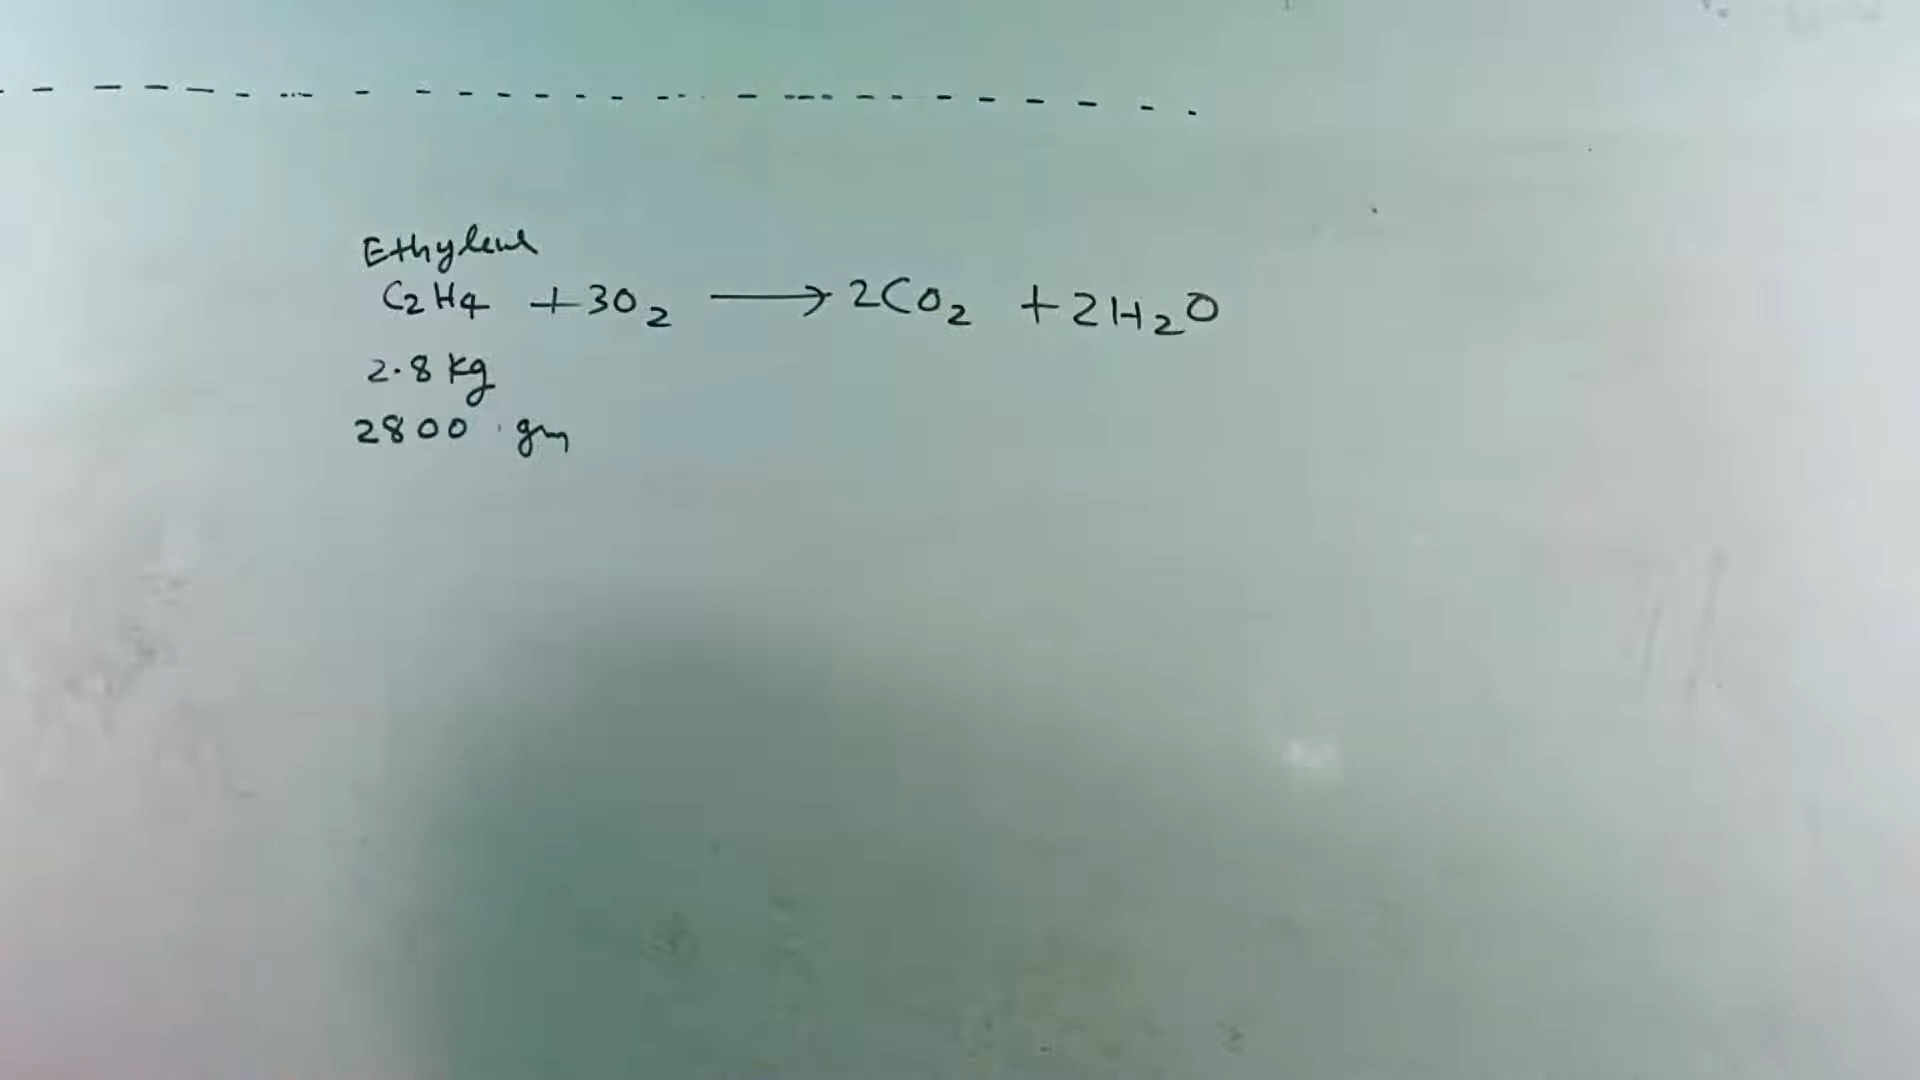 Ethylene
C2H4 + 3O2 ⟶ 2CO2 + 2H2O
2.8 kg
2800 gm